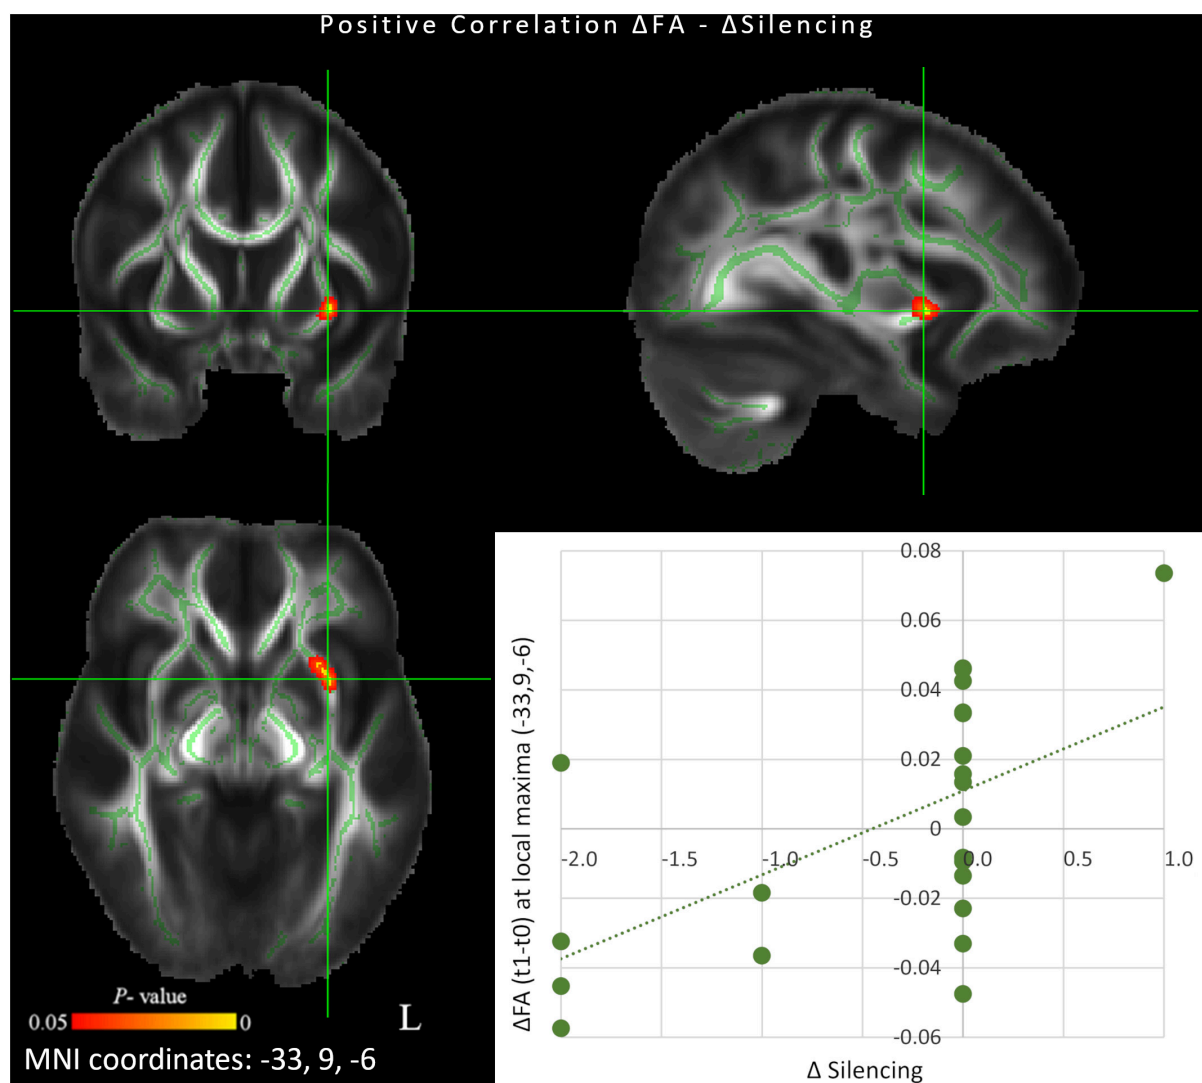 Positive Correlation ΔFA - ΔSilencing
P- value
0.05 0
L
MNI coordinates: -33, 9, -6
ΔFA (t1-t0) at local maxima (-33,9,-6)
0.08
0.06
0.04
0.02
0
-2.0 -1.5 -1.0 -0.5 0.0 0.5 1.0
-0.02
-0.04
-0.06
Δ Silencing